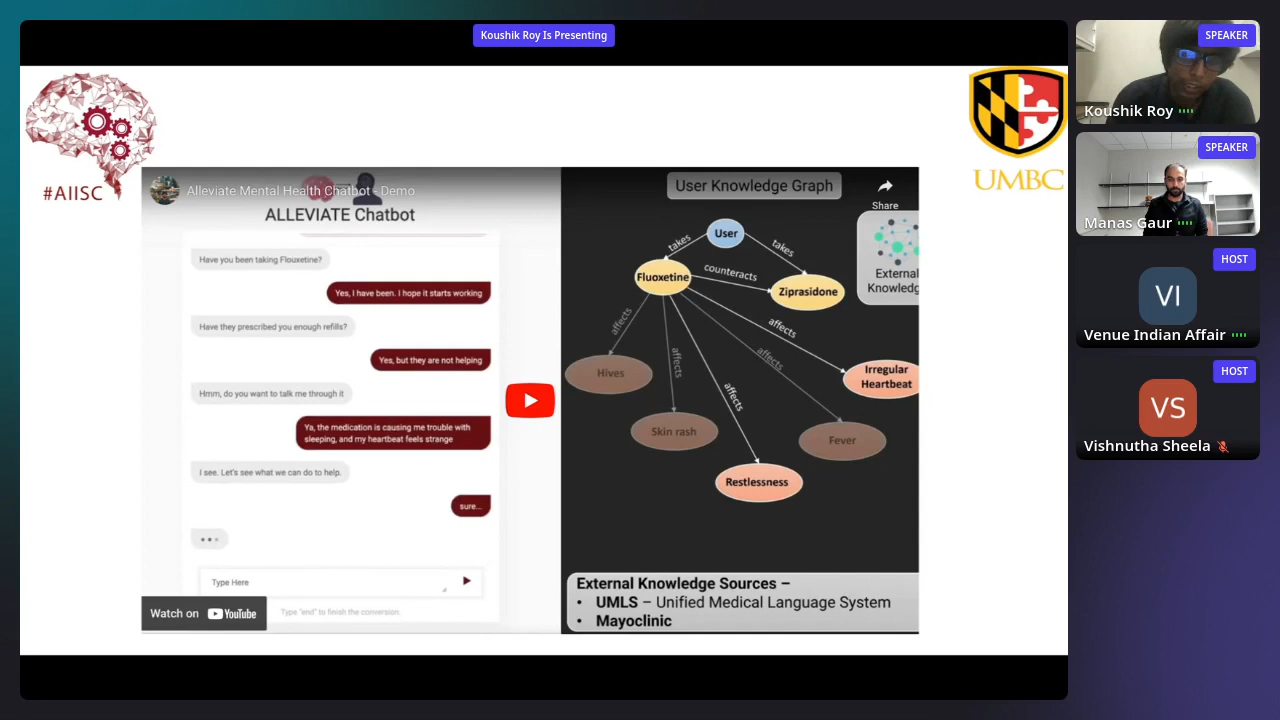 Koushik Roy Is Presenting
#AIISC
UMBC
Alleviate Mental Health Chatbot - Demo
ALLEVIATE Chatbot
Have you been taking Flouxetine?
Yes, I have been. I hope it starts working
Have they prescribed you enough refills?
Yes, but they are not helping
Hmm, do you want to talk me through it
Ya, the medication is causing me trouble with
sleeping, and my heartbeat feels strange
I see. Let's see what we can do to help.
sure...
Type Here
Type "end" to finish the conversion.
Watch on YouTube
User Knowledge Graph
Share
User
takes
takes
Fluoxetine
counteracts
Ziprasidone
External
Knowledg
affects
affects
affects
affects
affects
Hives
Skin rash
Restlessness
Fever
Irregular
Heartbeat
External Knowledge Sources –
• UMLS – Unified Medical Language System
• Mayoclinic
SPEAKER
Koushik Roy
SPEAKER
Manas Gaur
HOST
VI
Venue Indian Affair
HOST
VS
Vishnutha Sheela